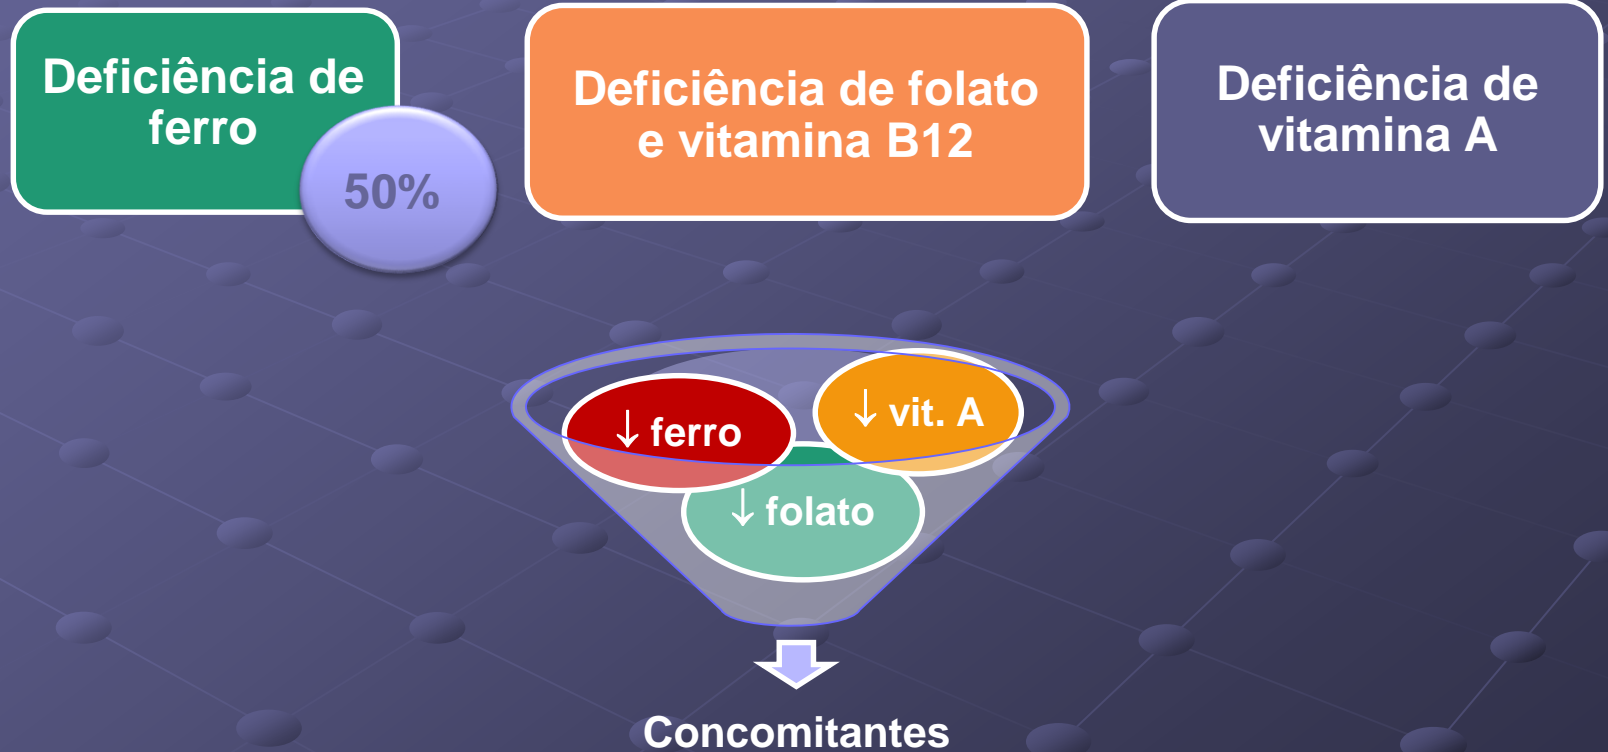 Deficiência de
ferro
50%
Deficiência de folato
e vitamina B12
Deficiência de
vitamina A
↓ ferro
↓ vit. A
↓ folato
Concomitantes